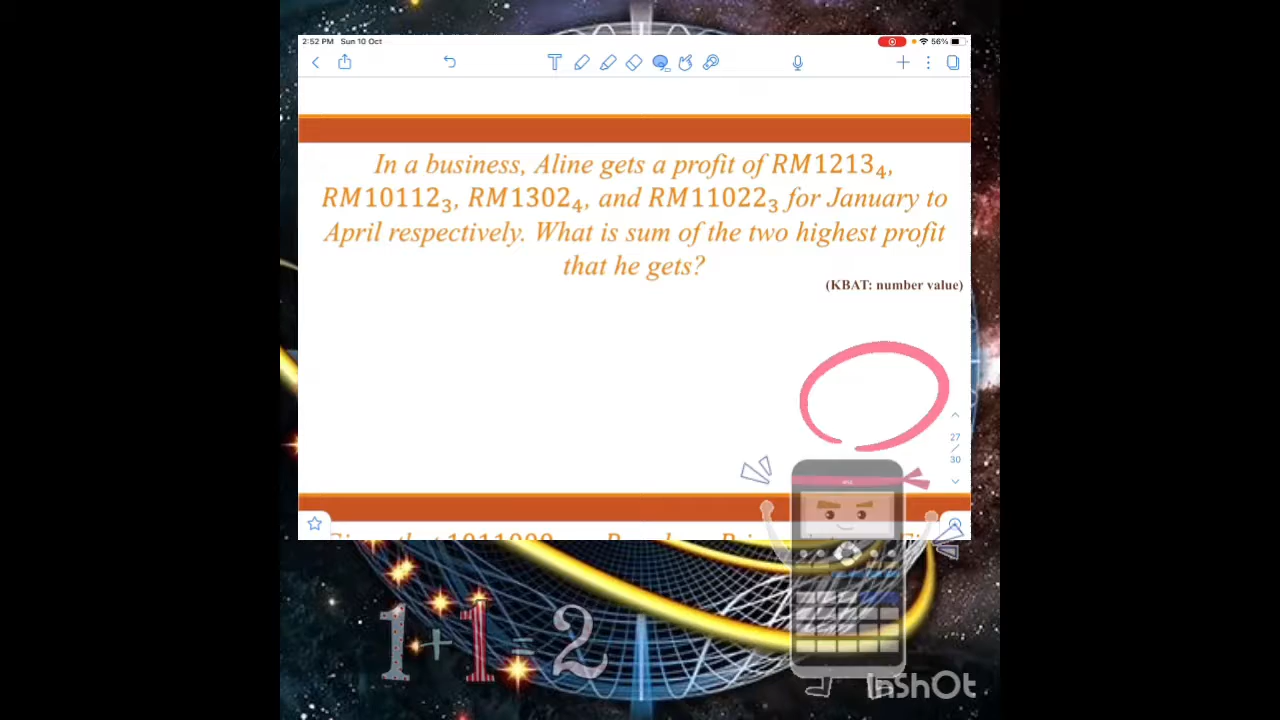 2:52 PM Sun 10 Oct
56%
In a business, Aline gets a profit of RM1213₄,
RM10112₃, RM1302₄, and RM11022₃ for January to
April respectively. What is sum of the two highest profit
that he gets?
(KBAT: number value)
27
/
30
1+1=2
InShOt